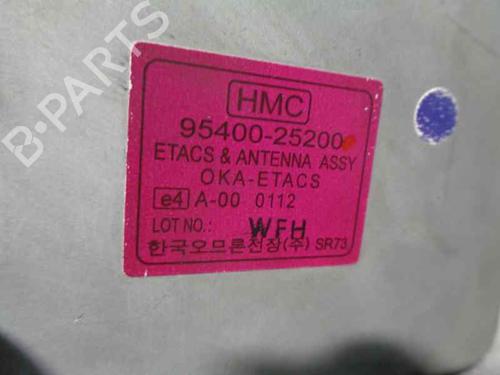 B-PARTS
HMC
95400-25200
ETACS & ANTENNA ASSY
OKA-ETACS
e4 A-00 0112
LOT NO.: WFH
한국오므론전장(주) SR73